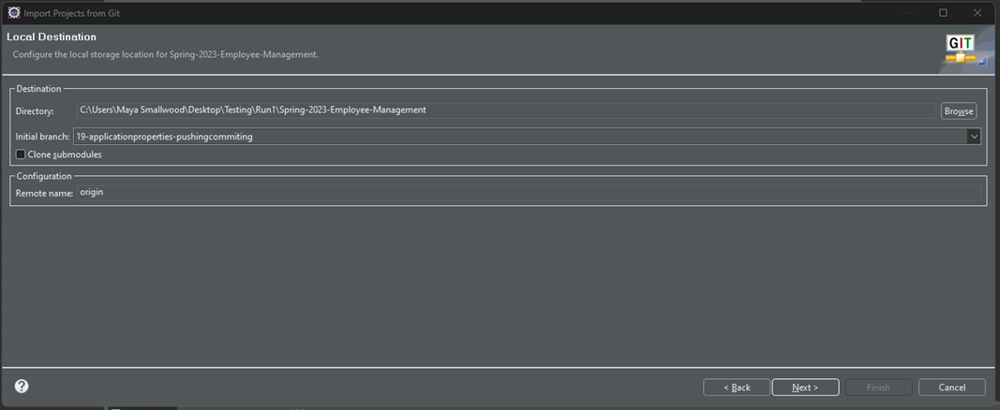 Import Projects from Git
Local Destination
Configure the local storage location for Spring-2023-Employee-Management.
GIT
Destination
Directory: C:\Users\Maya Smallwood\Desktop\Testing\Run1\Spring-2023-Employee-Management Browse
Initial branch: 19-applicationproperties-pushingcommiting
Clone submodules
Configuration
Remote name: origin
? < Back Next > Finish Cancel